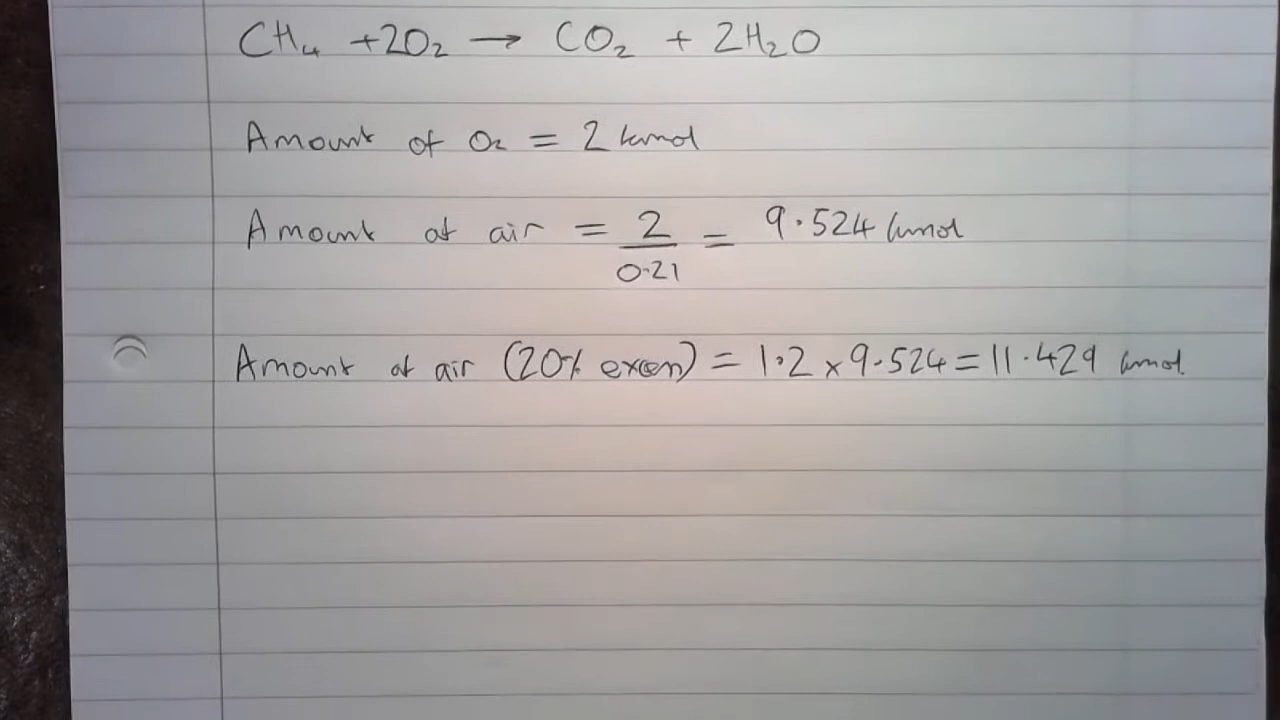 CH₄ + 2O₂ → CO₂ + 2H₂O
Amount of O₂ = 2 kmol
Amount of air = 2/0.21 = 9.524 kmol
Amount of air (20% excess) = 1.2 × 9.524 = 11.429 kmol.